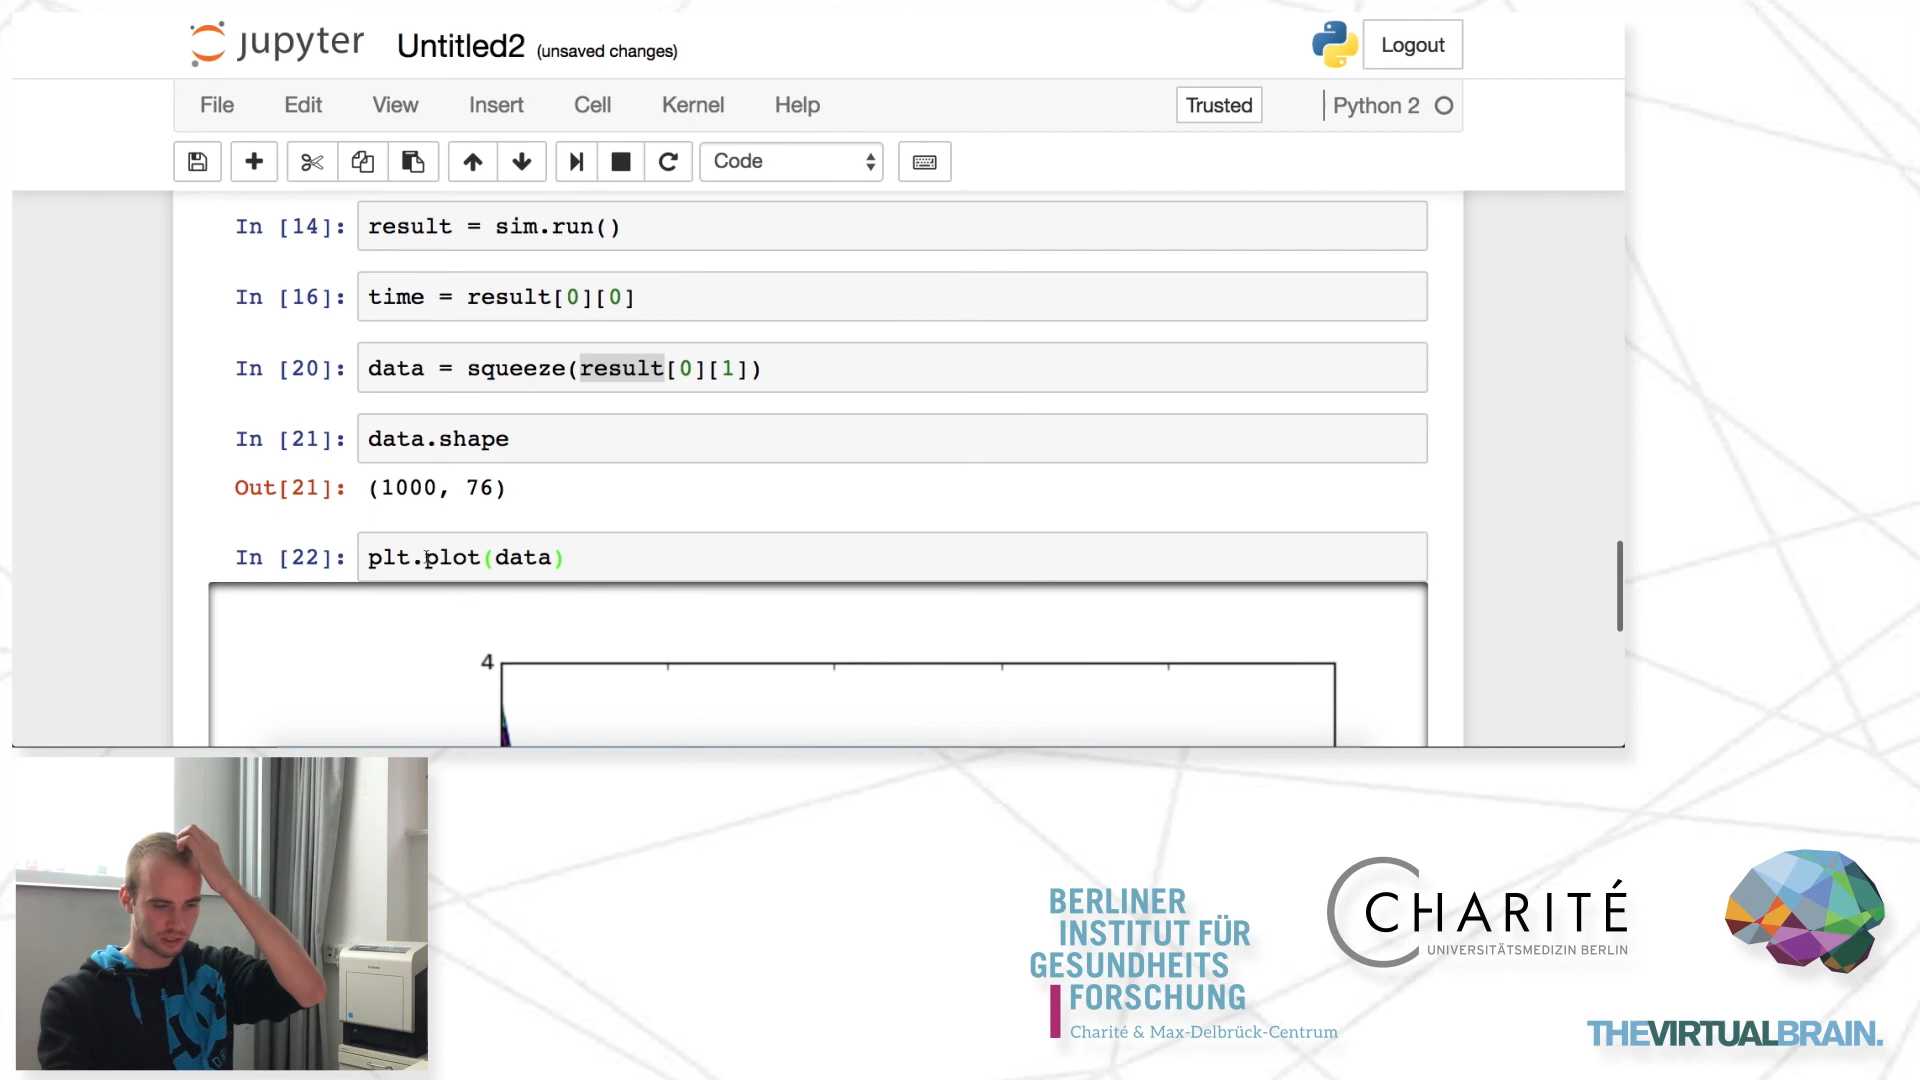 jupyter Untitled2 (unsaved changes) Logout
File Edit View Insert Cell Kernel Help Trusted Python 2
Code
In [14]: result = sim.run()
In [16]: time = result[0][0]
In [20]: data = squeeze(result[0][1])
In [21]: data.shape
Out[21]: (1000, 76)
In [22]: plt.plot(data)
4
BERLINER
INSTITUT FÜR
GESUNDHEITS
FORSCHUNG
Charité & Max-Delbrück-Centrum
CHARITÉ
UNIVERSITÄTSMEDIZIN BERLIN
THEVIRTUALBRAIN.